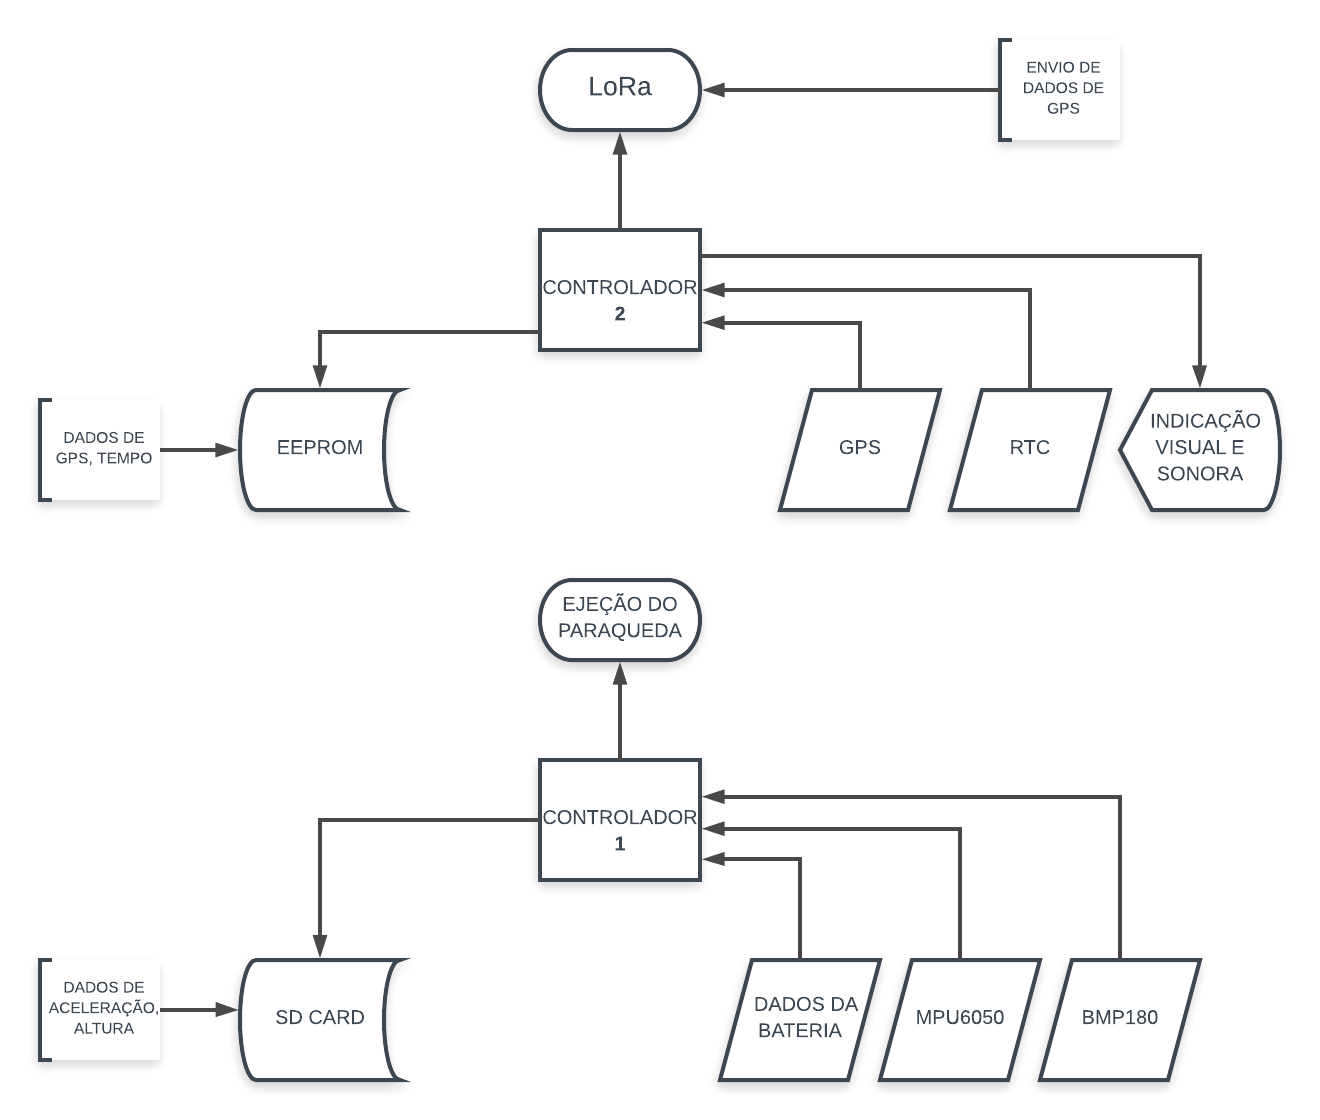 LoRa
ENVIO DE
DADOS DE
GPS
CONTROLADOR
2
DADOS DE
GPS, TEMPO
EEPROM
GPS
RTC
INDICAÇÃO
VISUAL E
SONORA
EJEÇÃO DO
PARAQUEDA
CONTROLADOR
1
DADOS DE
ACELERAÇÃO,
ALTURA
SD CARD
DADOS DA
BATERIA
MPU6050
BMP180